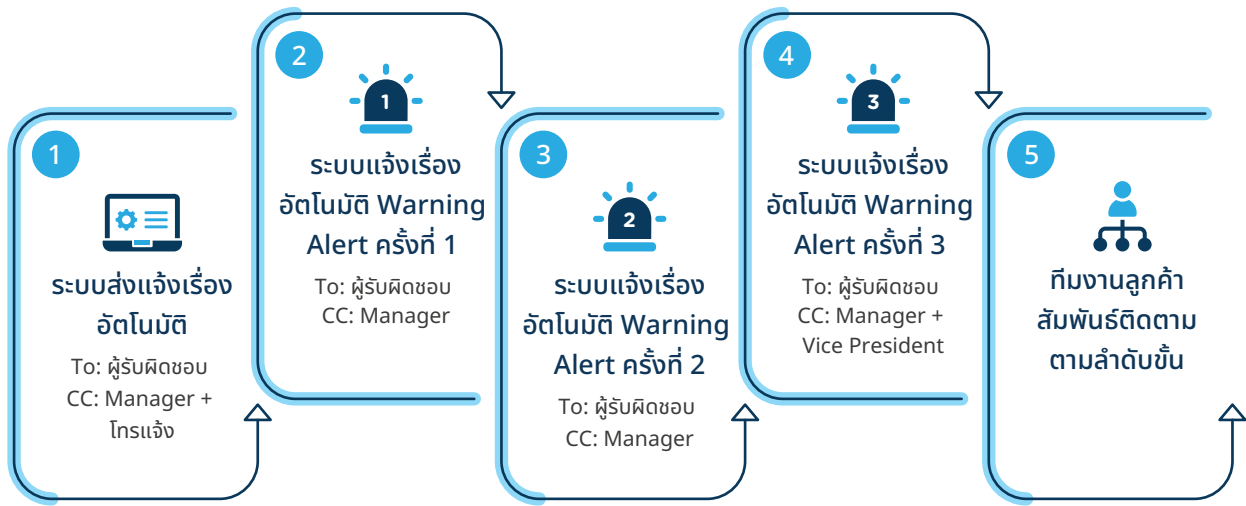 1
ระบบส่งแจ้งเรื่อง
อัตโนมัติ
To: ผู้รับผิดชอบ
CC: Manager +
โทรแจ้ง
2
1
ระบบแจ้งเรื่อง
อัตโนมัติ Warning
Alert ครั้งที่ 1
To: ผู้รับผิดชอบ
CC: Manager
3
2
ระบบแจ้งเรื่อง
อัตโนมัติ Warning
Alert ครั้งที่ 2
To: ผู้รับผิดชอบ
CC: Manager
4
3
ระบบแจ้งเรื่อง
อัตโนมัติ Warning
Alert ครั้งที่ 3
To: ผู้รับผิดชอบ
CC: Manager +
Vice President
5
ทีมงานลูกค้า
สัมพันธ์ติดตาม
ตามลำดับขั้น